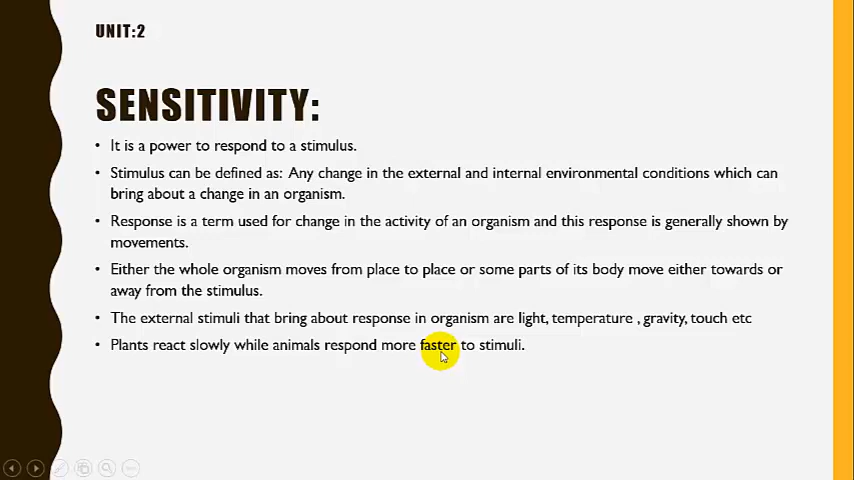 UNIT:2
SENSITIVITY:
• It is a power to respond to a stimulus.
• Stimulus can be defined as: Any change in the external and internal environmental conditions which can
bring about a change in an organism.
• Response is a term used for change in the activity of an organism and this response is generally shown by
movements.
• Either the whole organism moves from place to place or some parts of its body move either towards or
away from the stimulus.
• The external stimuli that bring about response in organism are light, temperature , gravity, touch etc
• Plants react slowly while animals respond more faster to stimuli.